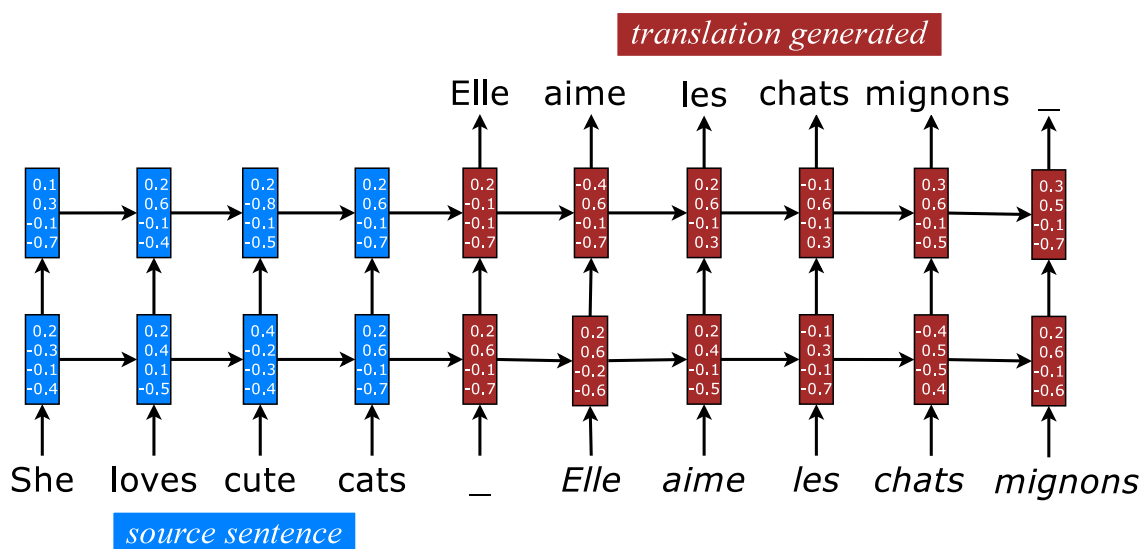 translation generated
Elle aime les chats mignons _
0.1 0.2 0.2 0.2 0.2 -0.4 0.2 -0.1 0.3 0.3
0.3 0.6 -0.8 0.6 -0.1 0.6 0.6 0.6 0.6 0.5
-0.1 -0.1 -0.1 -0.1 -0.1 -0.1 -0.1 -0.1 -0.1 -0.1
-0.7 -0.4 -0.5 -0.7 -0.7 -0.7 0.3 0.3 -0.5 -0.7
0.2 0.2 0.4 0.2 0.2 0.2 0.2 -0.1 -0.4 0.2
-0.3 0.4 -0.2 0.6 0.6 0.6 0.4 0.3 0.5 0.6
-0.1 0.1 -0.3 -0.1 -0.1 -0.2 -0.1 -0.1 -0.5 -0.1
-0.4 -0.5 -0.4 -0.7 -0.7 -0.6 -0.5 -0.7 0.4 -0.6
She loves cute cats _ Elle aime les chats mignons
source sentence